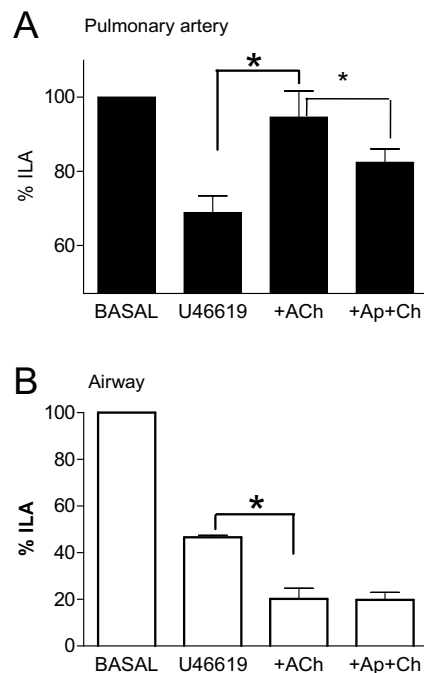 A
Pulmonary artery
*
*
100
80
60
% ILA
BASAL U46619 +ACh +Ap+Ch
B
Airway
100
80
60
40
20
0
% ILA
*
BASAL U46619 +ACh +Ap+Ch